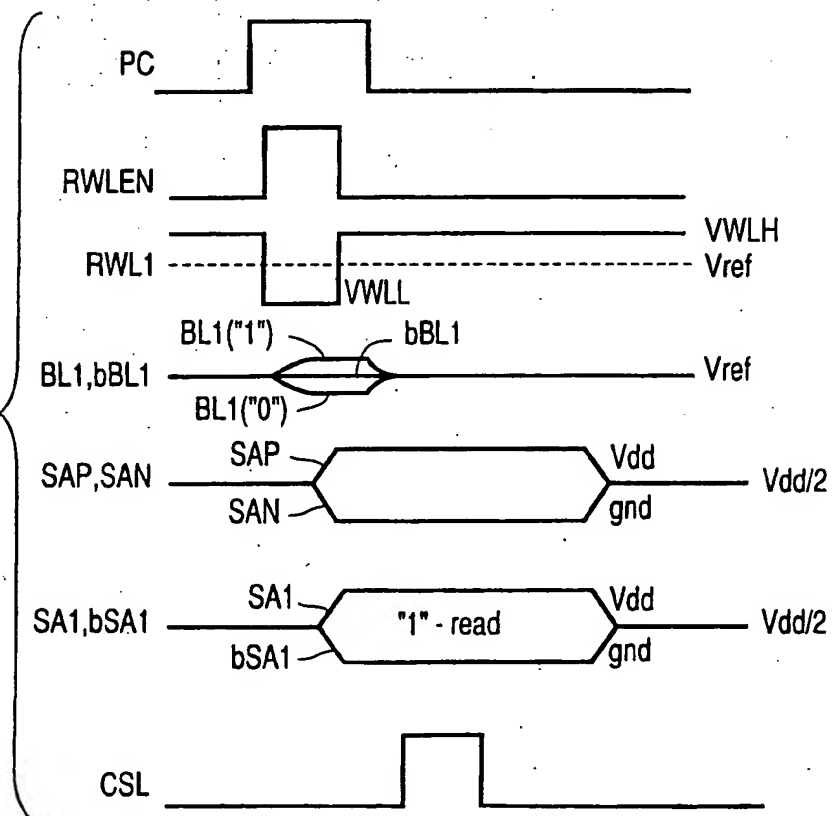 PC
RWLEN
VWLH
RWL1
Vref
VWLL
BL1("1")
bBL1
BL1,bBL1
Vref
BL1("0")
SAP
Vdd
SAP,SAN
Vdd/2
SAN
gnd
SA1
Vdd
SA1,bSA1
"1" - read
Vdd/2
bSA1
gnd
CSL